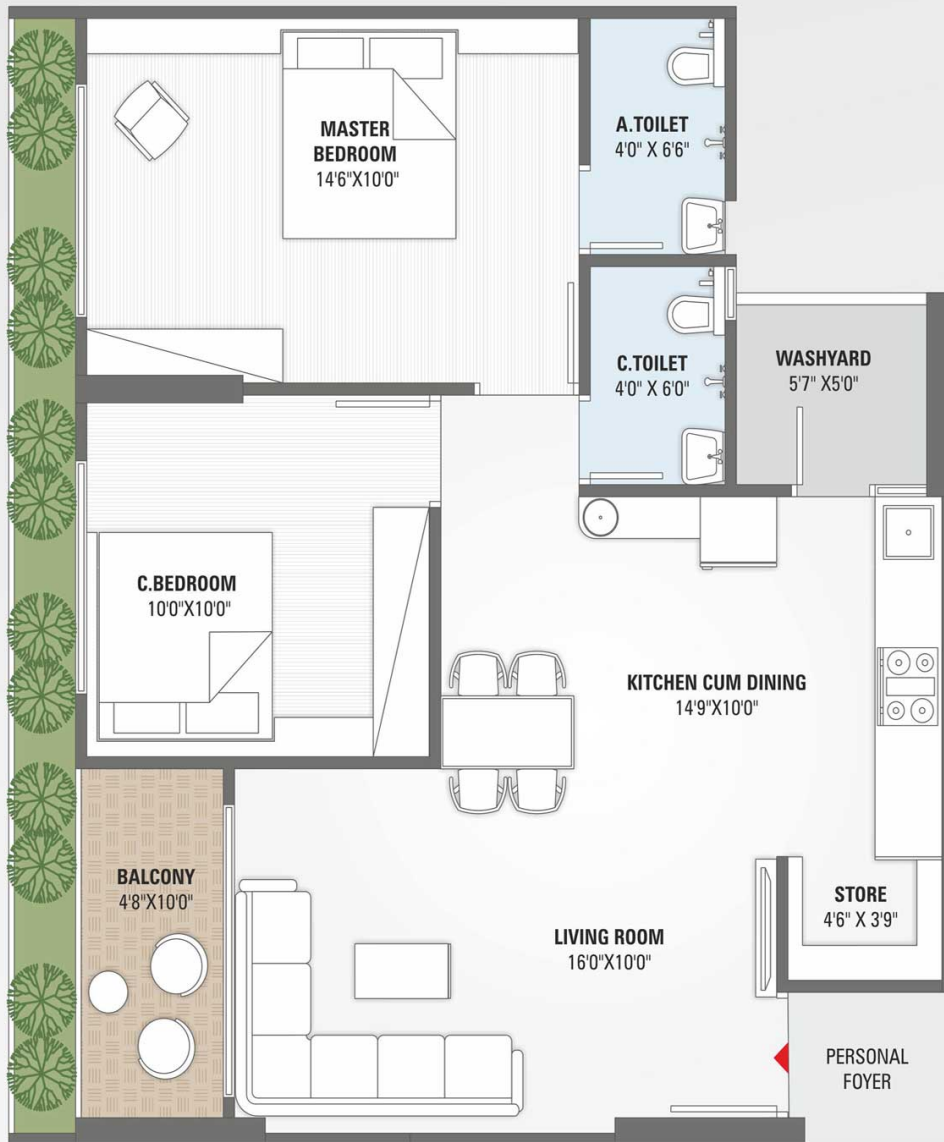 MASTER
BEDROOM
14'6"X10'0"
A.TOILET
4'0" X 6'6"
C.TOILET
4'0" X 6'0"
WASHYARD
5'7" X5'0"
C.BEDROOM
10'0"X10'0"
KITCHEN CUM DINING
14'9"X10'0"
BALCONY
4'8"X10'0"
STORE
4'6" X 3'9"
LIVING ROOM
16'0"X10'0"
PERSONAL
FOYER